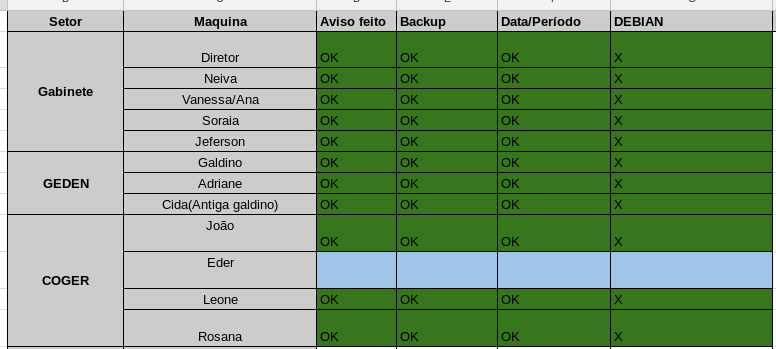 Setor Maquina Aviso feito Backup Data/Período DEBIAN
Gabinete
Diretor OK OK OK X
Neiva OK OK OK X
Vanessa/Ana OK OK OK X
Soraia OK OK OK X
Jeferson OK OK OK X
GEDEN
Galdino OK OK OK X
Adriane OK OK OK X
Cida(Antiga galdino) OK OK OK X
COGER
João OK OK OK X
Eder
Leone OK OK OK X
Rosana OK OK OK X